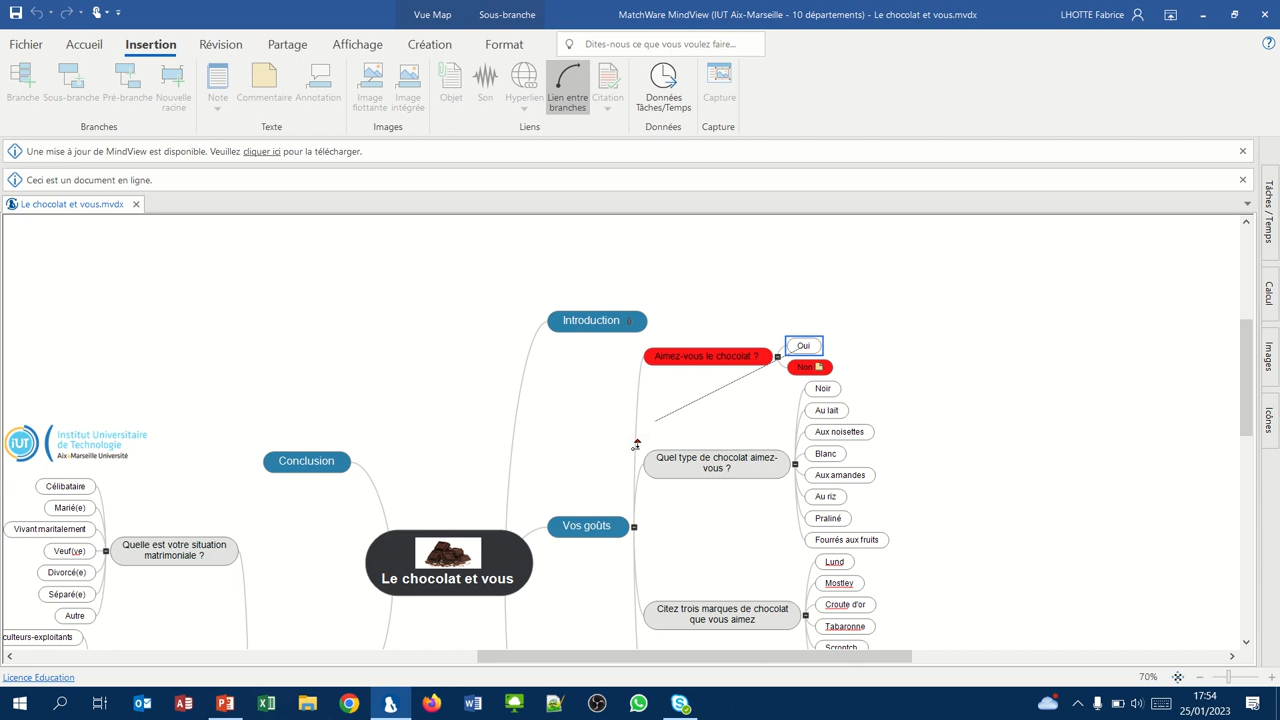 Vue Map Sous-branche MatchWare MindView (IUT Aix-Marseille - 10 départements) - Le chocolat et vous.mvdx LHOTTE Fabrice
Fichier Accueil Insertion Révision Partage Affichage Création Format Dites-nous ce que vous voulez faire...
Branche Sous-branche Pré-branche Nouvelle racine Note Commentaire Annotation Image flottante Image intégrée Objet Son Hyperlien Lien entre branches Citation Données Tâches/Temps Capture
Branches Texte Images Liens Données Capture
Une mise à jour de MindView est disponible. Veuillez cliquer ici pour la télécharger.
Ceci est un document en ligne.
Le chocolat et vous.mvdx
Tâches / Temps
Calcul
Images
Icônes
Introduction
Aimez-vous le chocolat ?
Oui
Non
Noir
Au lait
Aux noisettes
Blanc
Aux amandes
Au riz
Praliné
Fourrés aux fruits
Quel type de chocolat aimez-
vous ?
iUT Institut Universitaire
de Technologie
Aix•Marseille Université
Conclusion
Célibataire
Marié(e)
Vivant maritalement
Veuf(ve)
Divorcé(e)
Séparé(e)
Autre
culteurs-exploitants
Quelle est votre situation
matrimoniale ?
Vos goûts
Le chocolat et vous
Citez trois marques de chocolat
que vous aimez
Lund
Mostley
Croute d'or
Tabaronne
Scrontch
Licence Education 70%
17:54
25/01/2023